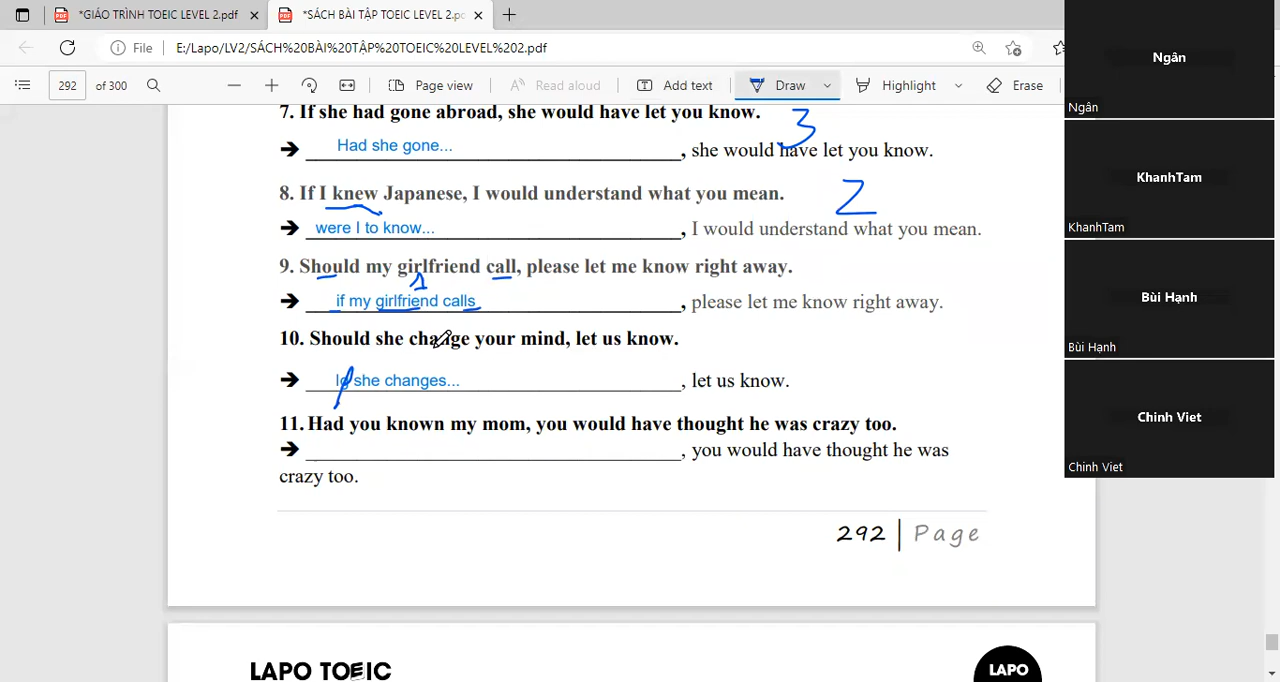 *GIÁO TRÌNH TOEIC LEVEL 2.pdf
*SÁCH BÀI TẬP TOEIC LEVEL 2.pd
File E:/Lapo/LV2/SÁCH%20BÀI%20TẬP%20TOEIC%20LEVEL%202.pdf
292 of 300 Page view Read aloud Add text Draw Highlight Erase
7. If she had gone abroad, she would have let you know. 3
Had she gone... , she would have let you know.
8. If I knew Japanese, I would understand what you mean. 2
were I to know... , I would understand what you mean.
9. Should my girlfriend call, please let me know right away.
1
if my girlfriend calls , please let me know right away.
10. Should she change your mind, let us know.
she changes... , let us know.
11. Had you known my mom, you would have thought he was crazy too.
, you would have thought he was
crazy too.
292 | Page
LAPO TOEIC
LAPO
Ngân
Ngân
KhanhTam
KhanhTam
Bùi Hạnh
Bùi Hạnh
Chinh Viet
Chinh Viet